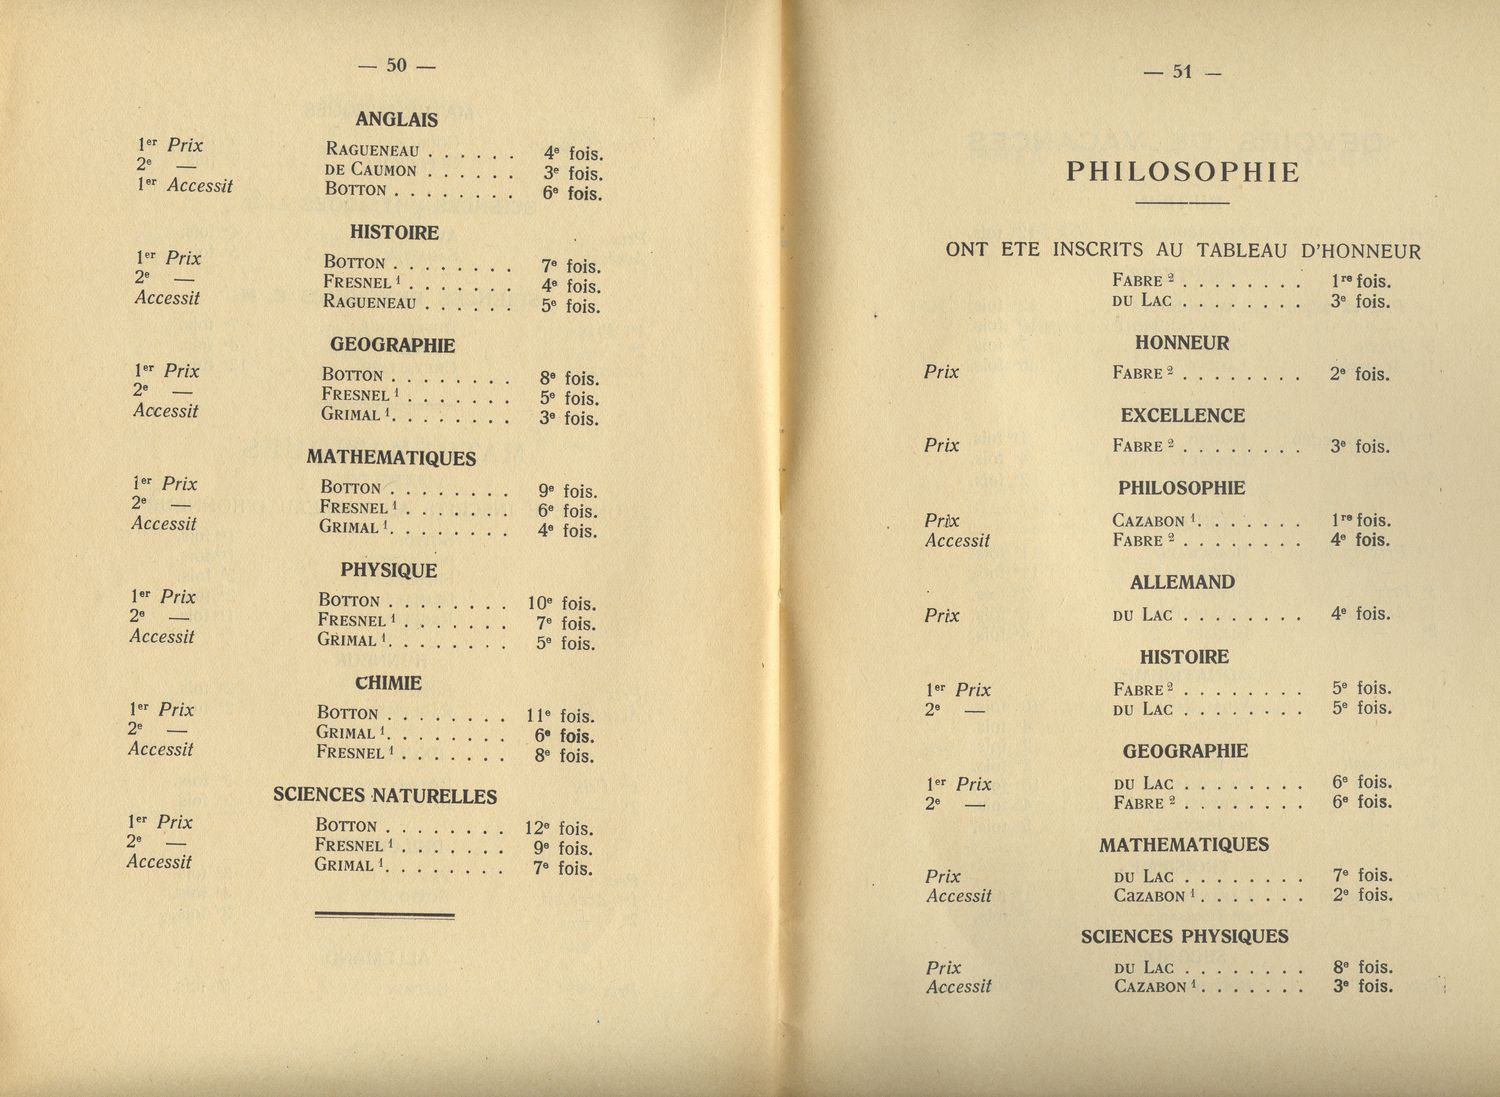 — 50 —
ANGLAIS
1er Prix RAGUENEAU . . . . . . 4e fois.
2e — DE CAUMON . . . . . . 3e fois.
1er Accessit BOTTON . . . . . . . . 6e fois.
HISTOIRE
1er Prix BOTTON . . . . . . . . 7e fois.
2e — FRESNEL 1 . . . . . . . 4e fois.
Accessit RAGUENEAU . . . . . . 5e fois.
GEOGRAPHIE
1er Prix BOTTON . . . . . . . . 8e fois.
2e — FRESNEL 1 . . . . . . . 5e fois.
Accessit GRIMAL 1. . . . . . . . 3e fois.
MATHEMATIQUES
1er Prix BOTTON . . . . . . . . 9e fois.
2e — FRESNEL 1 . . . . . . . 6e fois.
Accessit GRIMAL 1. . . . . . . . 4e fois.
PHYSIQUE
1er Prix BOTTON . . . . . . . . 10e fois.
2e — FRESNEL 1 . . . . . . . 7e fois.
Accessit GRIMAL 1. . . . . . . . 5e fois.
CHIMIE
1er Prix BOTTON . . . . . . . . 11e fois.
2e — GRIMAL 1. . . . . . . . 6e fois.
Accessit FRESNEL 1 . . . . . . . 8e fois.
SCIENCES NATURELLES
1er Prix BOTTON . . . . . . . . 12e fois.
2e — FRESNEL 1 . . . . . . . 9e fois.
Accessit GRIMAL 1. . . . . . . . 7e fois.
— 51 —
PHILOSOPHIE
ONT ETE INSCRITS AU TABLEAU D'HONNEUR
FABRE 2 . . . . . . . . 1re fois.
DU LAC . . . . . . . . 3e fois.
HONNEUR
Prix FABRE 2 . . . . . . . . 2e fois.
EXCELLENCE
Prix FABRE 2 . . . . . . . . 3e fois.
PHILOSOPHIE
Prix CAZABON 1. . . . . . . 1re fois.
Accessit FABRE 2 . . . . . . . . 4e fois.
ALLEMAND
Prix DU LAC . . . . . . . . 4e fois.
HISTOIRE
1er Prix FABRE 2 . . . . . . . . 5e fois.
2e — DU LAC . . . . . . . . 5e fois.
GEOGRAPHIE
1er Prix DU LAC . . . . . . . . 6e fois.
2e — FABRE 2 . . . . . . . . 6e fois.
MATHEMATIQUES
Prix DU LAC . . . . . . . . 7e fois.
Accessit CAZABON 1. . . . . . . 2e fois.
SCIENCES PHYSIQUES
Prix DU LAC . . . . . . . . 8e fois.
Accessit CAZABON 1. . . . . . . 3e fois.